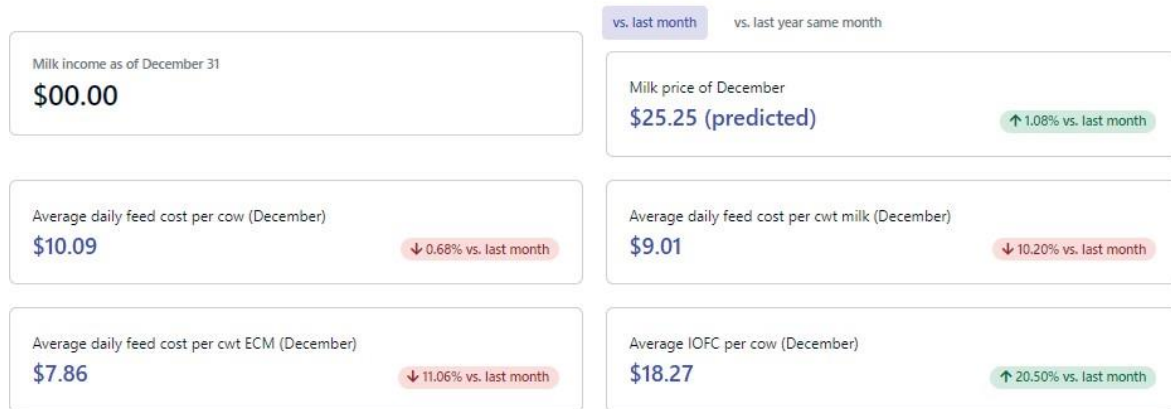 vs. last month
vs. last year same month
Milk income as of December 31
$00.00
Milk price of December
$25.25 (predicted)
↑ 1.08% vs. last month
Average daily feed cost per cow (December)
$10.09
↓ 0.68% vs. last month
Average daily feed cost per cwt milk (December)
$9.01
↓ 10.20% vs. last month
Average daily feed cost per cwt ECM (December)
$7.86
↓ 11.06% vs. last month
Average IOFC per cow (December)
$18.27
↑ 20.50% vs. last month